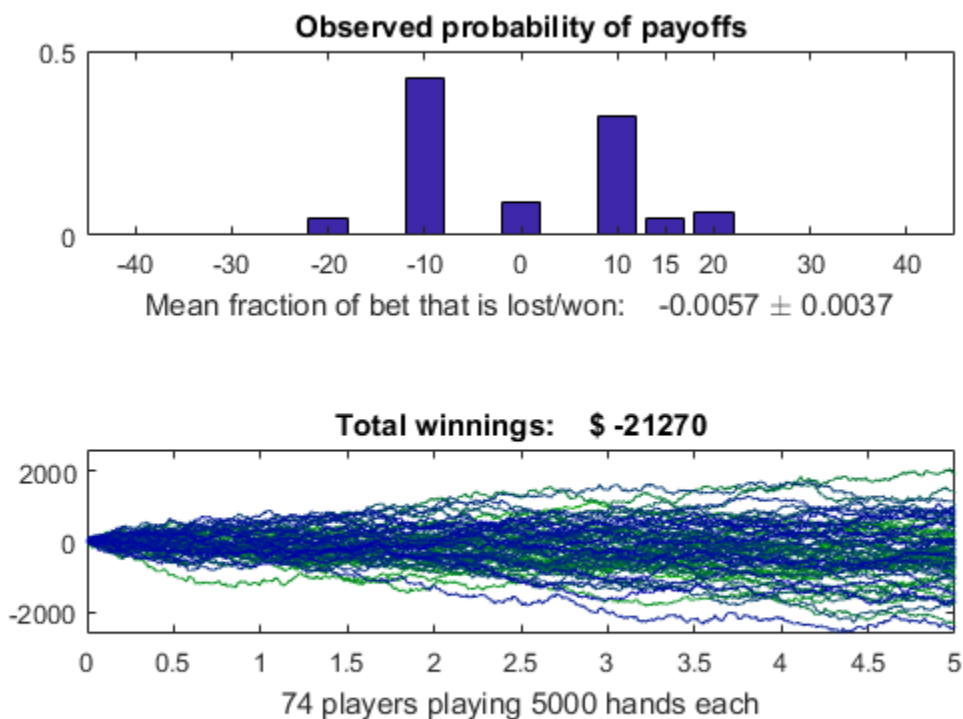 Observed probability of payoffs
0.5
0
-40 -30 -20 -10 0 10 15 20 30 40
Mean fraction of bet that is lost/won: -0.0057 ± 0.0037
Total winnings: $ -21270
2000
0
-2000
0 0.5 1 1.5 2 2.5 3 3.5 4 4.5 5
74 players playing 5000 hands each